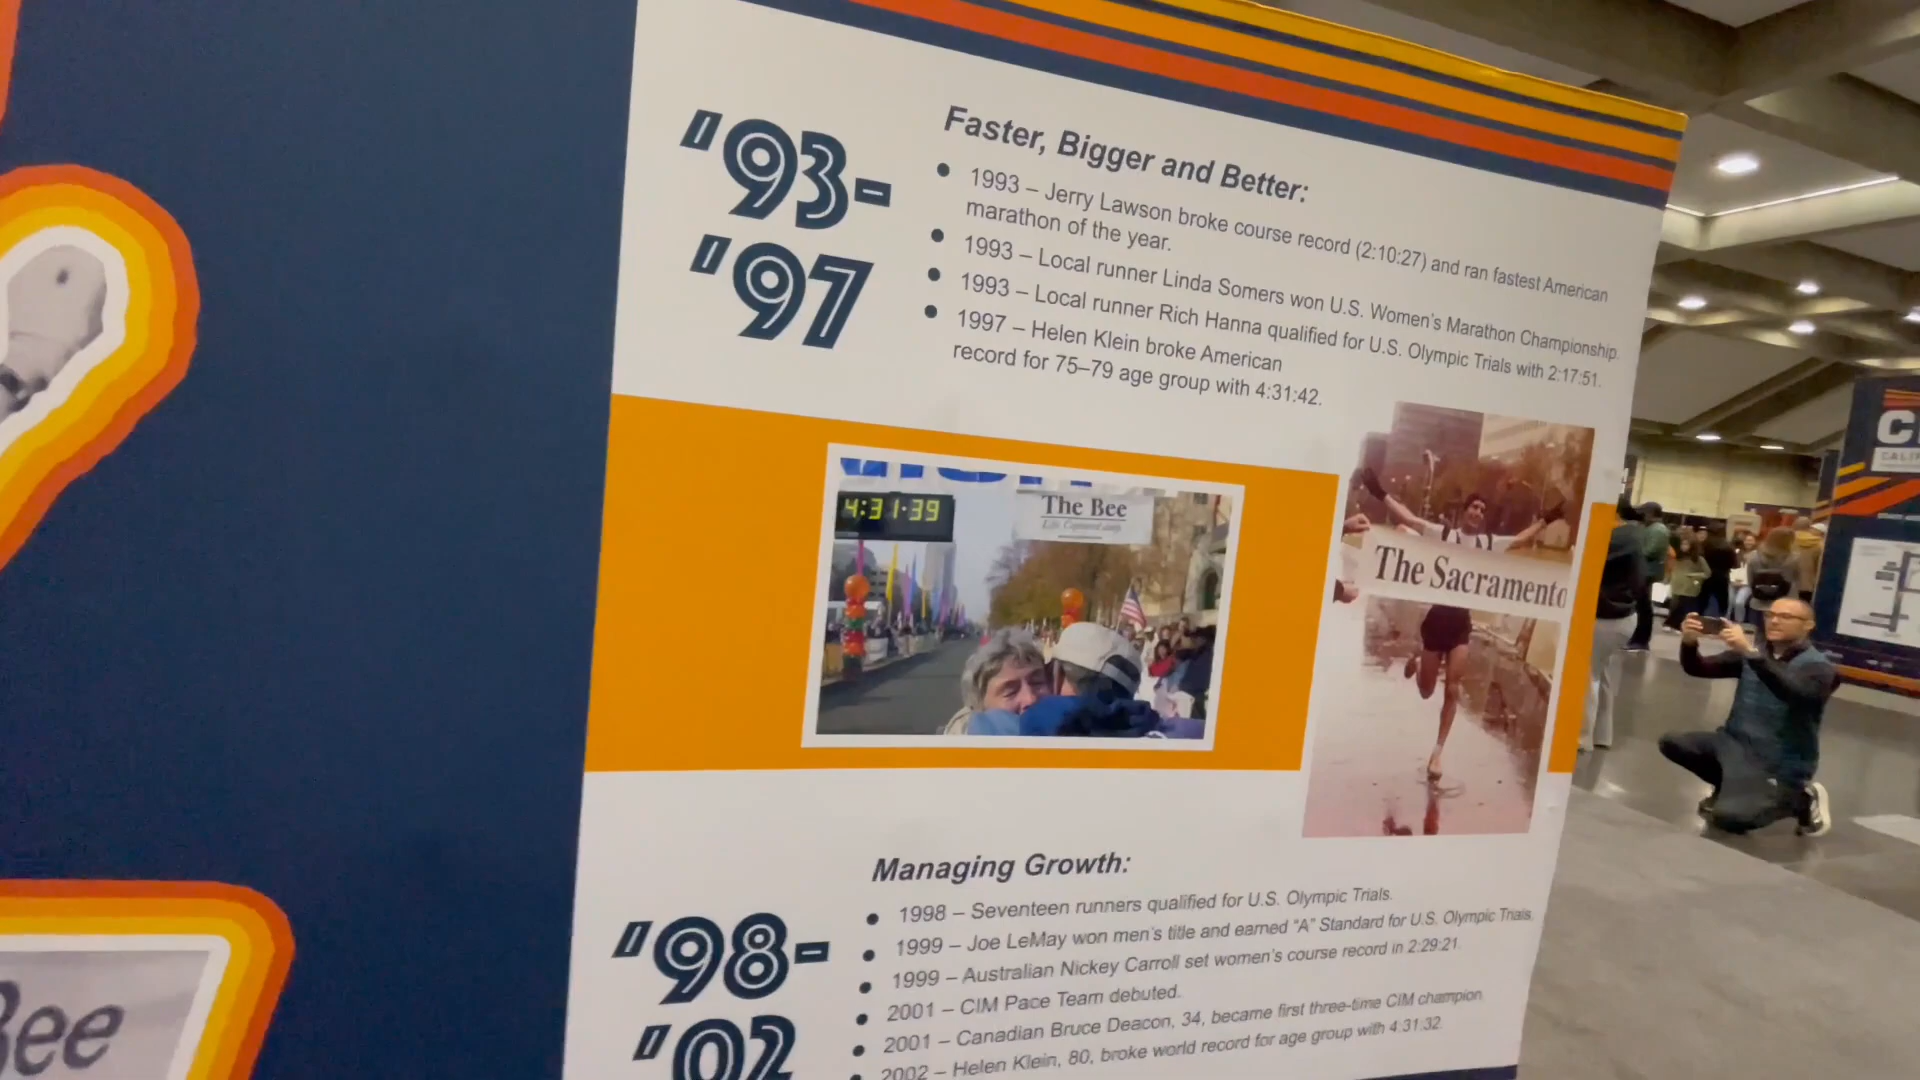 '93-
'97
Faster, Bigger and Better:
1993 – Jerry Lawson broke course record (2:10:27) and ran fastest American
marathon of the year.
1993 – Local runner Linda Somers won U.S. Women's Marathon Championship.
1993 – Local runner Rich Hanna qualified for U.S. Olympic Trials with 2:17:51.
1997 – Helen Klein broke American
record for 75–79 age group with 4:31:42.
4:31:39
The Bee
The Sacramento
Managing Growth:
'98-
'02
1998 – Seventeen runners qualified for U.S. Olympic Trials.
1999 – Joe LeMay won men's title and earned "A" Standard for U.S. Olympic Trials.
1999 – Australian Nickey Carroll set women's course record in 2:29:21.
2001 – CIM Pace Team debuted.
2001 – Canadian Bruce Deacon, 34, became first three-time CIM champion.
2002 – Helen Klein, 80, broke world record for age group with 4:31:32.
Bee